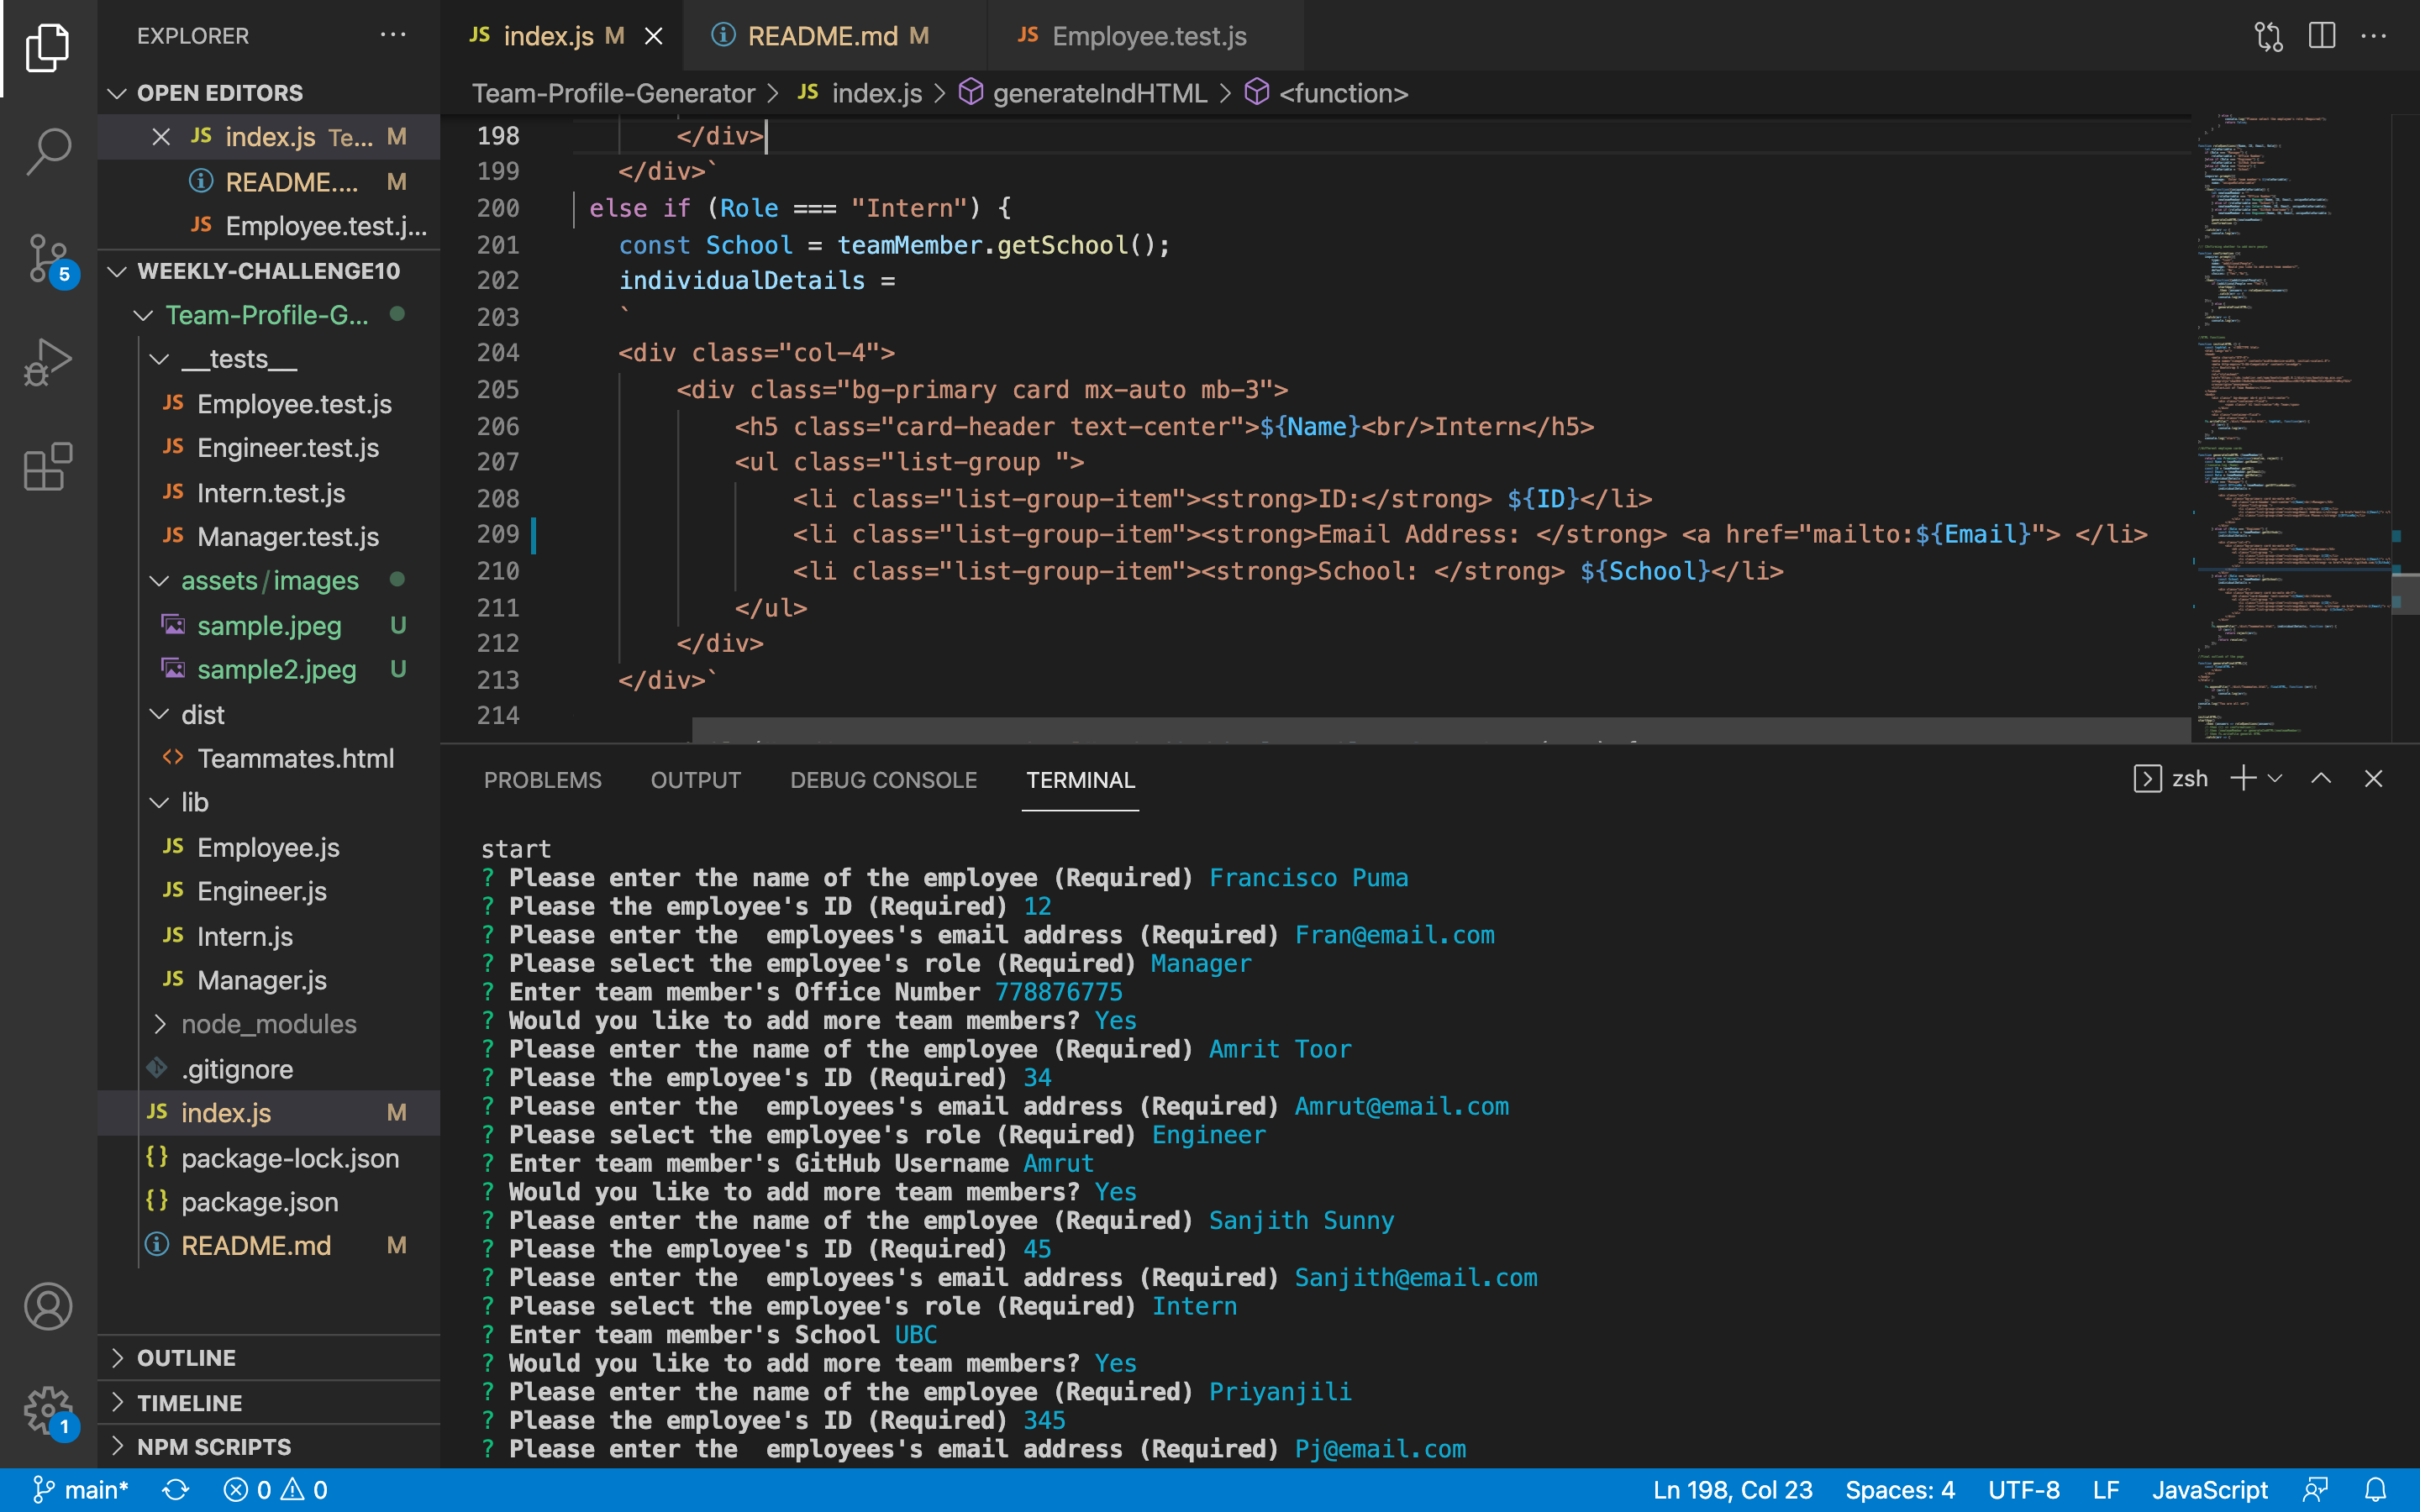 EXPLORER
OPEN EDITORS
index.js Te... M
README.... M
Employee.test.j...
WEEKLY-CHALLENGE10
Team-Profile-G...
__tests__
Employee.test.js
Engineer.test.js
Intern.test.js
Manager.test.js
assets/images
sample.jpeg U
sample2.jpeg U
dist
Teammates.html
lib
Employee.js
Engineer.js
Intern.js
Manager.js
node_modules
.gitignore
index.js M
package-lock.json
package.json
README.md M
OUTLINE
TIMELINE
NPM SCRIPTS
5
1
JS index.js M
README.md M
JS Employee.test.js
Team-Profile-Generator > JS index.js > generateIndHTML > <function>
198 </div>
199 </div>`
200 else if (Role === "Intern") {
201 const School = teamMember.getSchool();
202 individualDetails =
203 `
204 <div class="col-4">
205 <div class="bg-primary card mx-auto mb-3">
206 <h5 class="card-header text-center">${Name}<br/>Intern</h5>
207 <ul class="list-group ">
208 <li class="list-group-item"><strong>ID:</strong> ${ID}</li>
209 <li class="list-group-item"><strong>Email Address: </strong> <a href="mailto:${Email}"> </li>
210 <li class="list-group-item"><strong>School: </strong> ${School}</li>
211 </ul>
212 </div>
213 </div>`
214
PROBLEMS OUTPUT DEBUG CONSOLE TERMINAL
zsh
start
? Please enter the name of the employee (Required) Francisco Puma
? Please the employee's ID (Required) 12
? Please enter the  employees's email address (Required) Fran@email.com
? Please select the employee's role (Required) Manager
? Enter team member's Office Number 778876775
? Would you like to add more team members? Yes
? Please enter the name of the employee (Required) Amrit Toor
? Please the employee's ID (Required) 34
? Please enter the  employees's email address (Required) Amrut@email.com
? Please select the employee's role (Required) Engineer
? Enter team member's GitHub Username Amrut
? Would you like to add more team members? Yes
? Please enter the name of the employee (Required) Sanjith Sunny
? Please the employee's ID (Required) 45
? Please enter the  employees's email address (Required) Sanjith@email.com
? Please select the employee's role (Required) Intern
? Enter team member's School UBC
? Would you like to add more team members? Yes
? Please enter the name of the employee (Required) Priyanjili
? Please the employee's ID (Required) 345
? Please enter the  employees's email address (Required) Pj@email.com
main* 0 0
Ln 198, Col 23 Spaces: 4 UTF-8 LF JavaScript